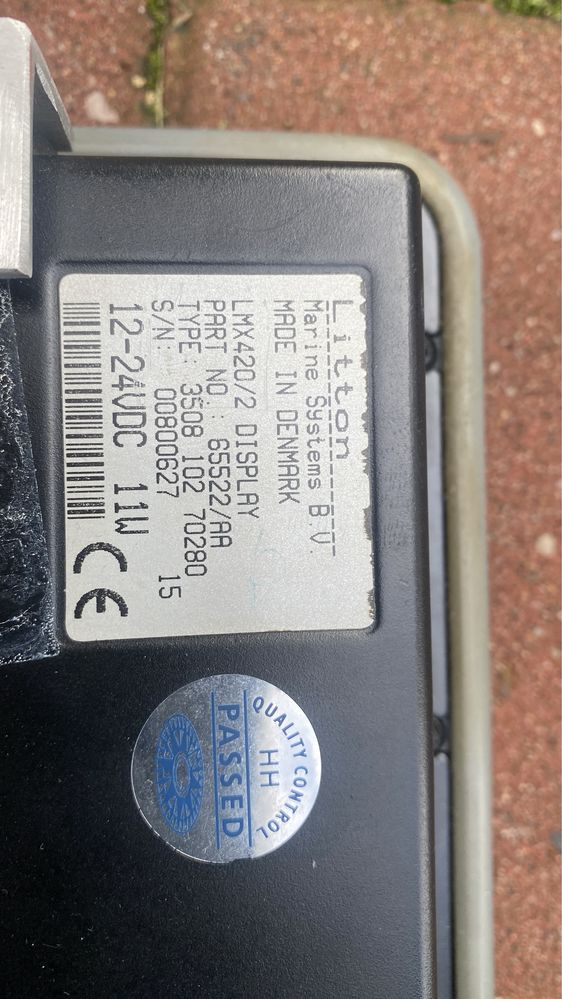 Litton
Marine Systems B.V.
MADE IN DENMARK
LMX420/2 DISPLAY
PART NO.: 65522/AA
TYPE: 3508 102 70280
S/N: 00800627 15
12-24VDC 11W
CE
QUALITY CONTROL
HH
PASSED